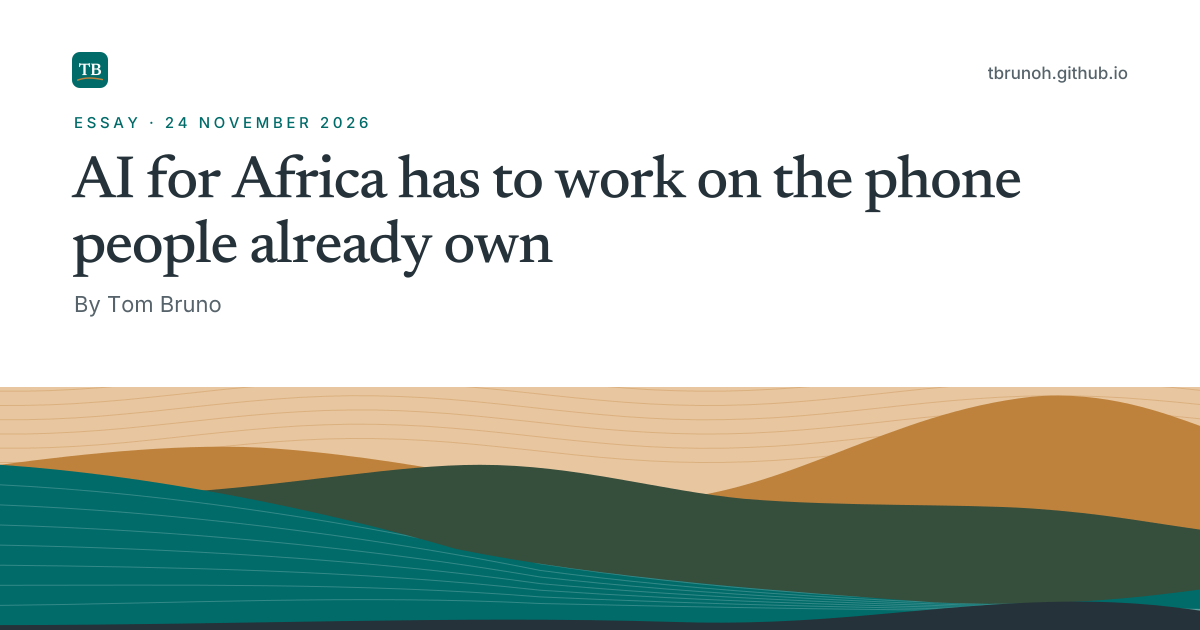 TB
tbrunoh.github.io
ESSAY · 24 NOVEMBER 2026
AI for Africa has to work on the phone
people already own
By Tom Bruno